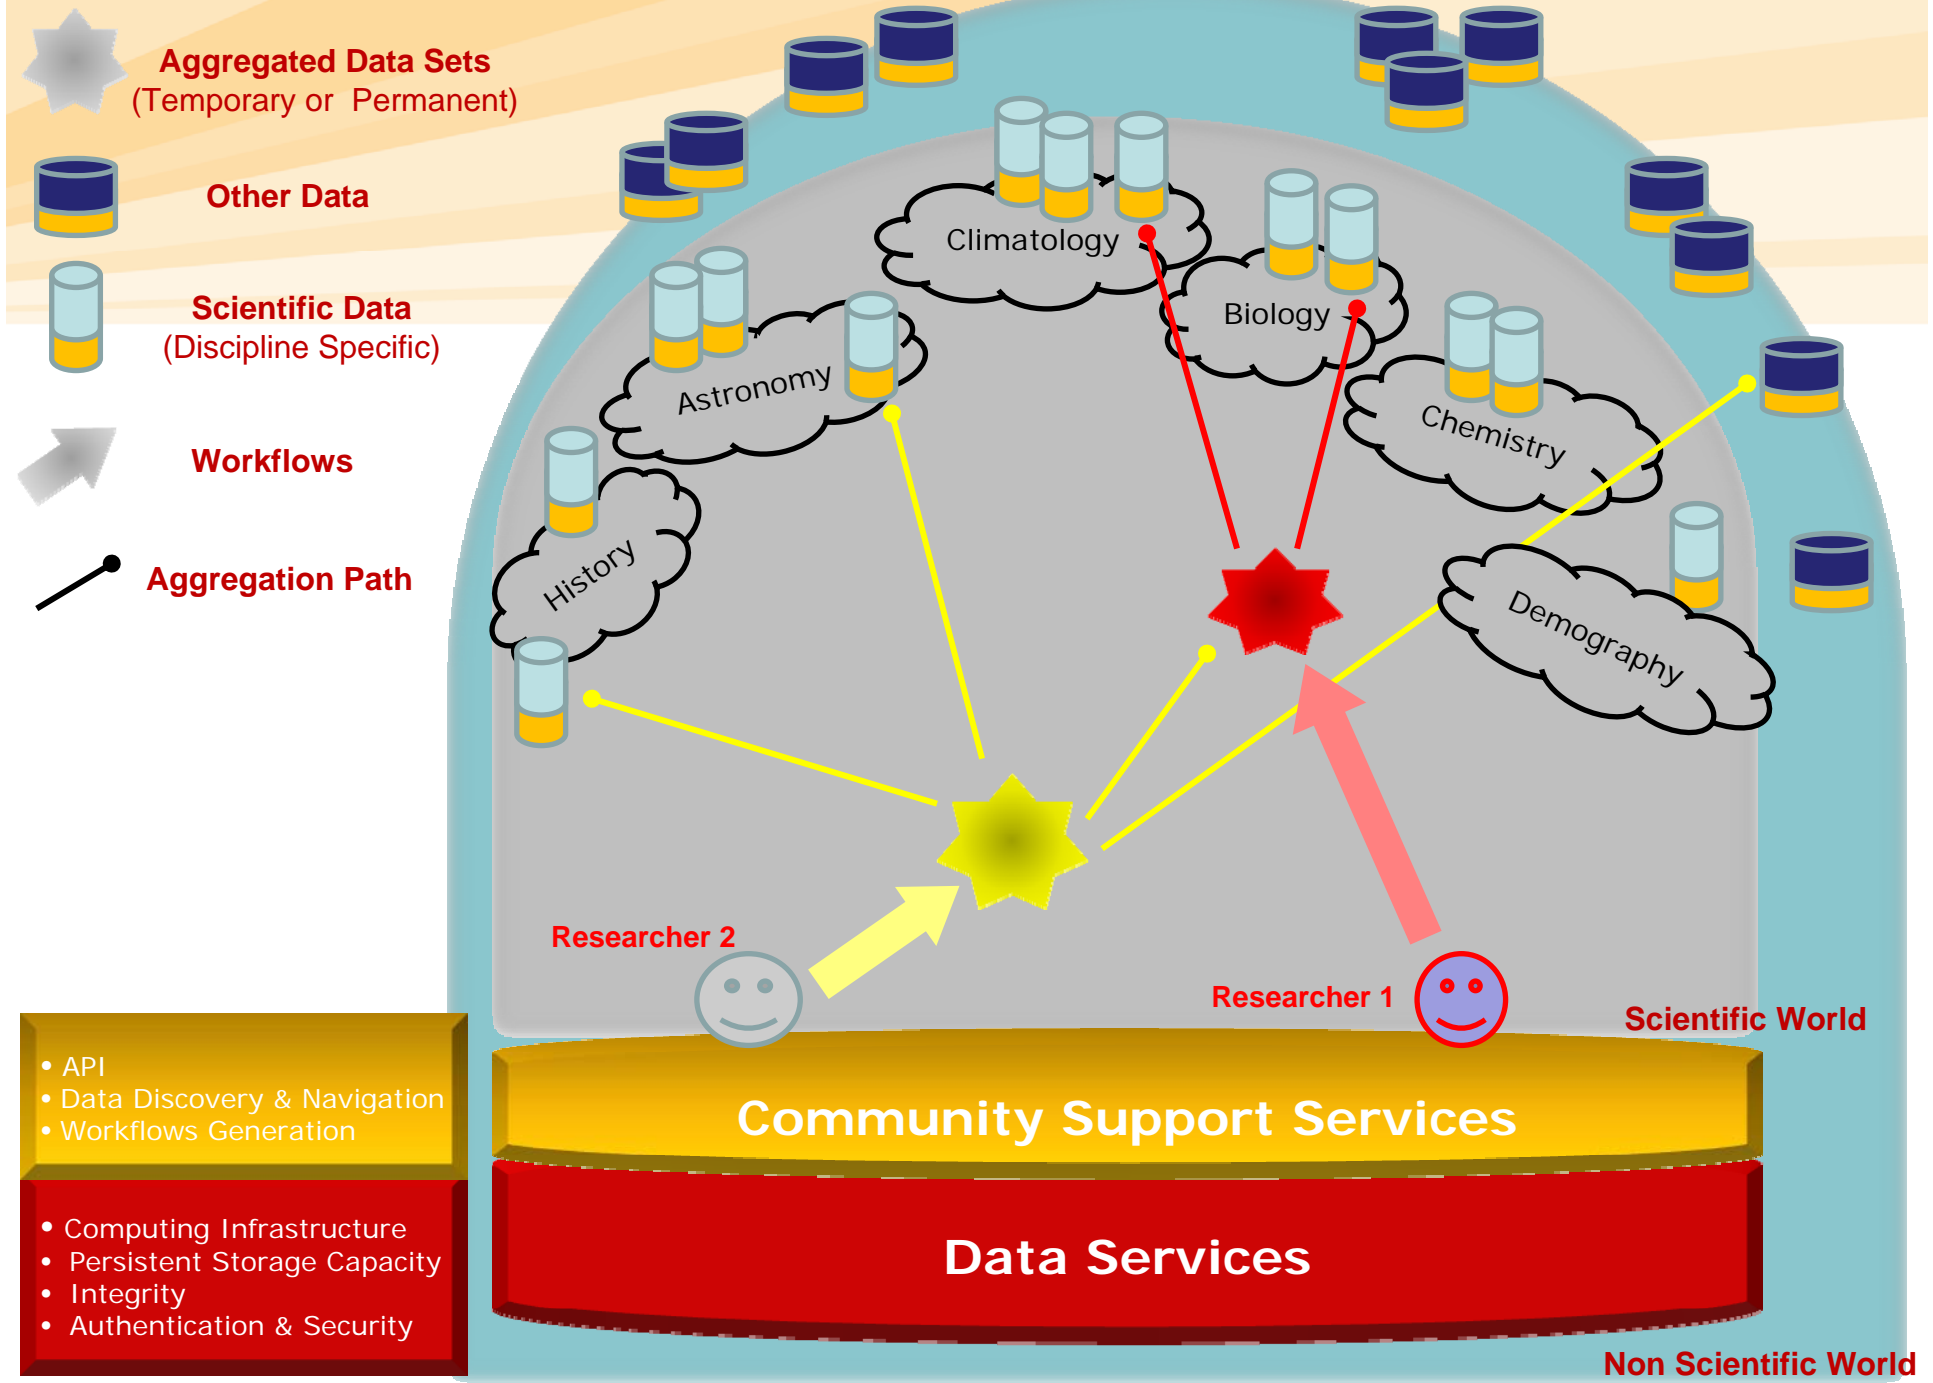 Aggregated Data Sets
(Temporary or Permanent)
Other Data
Scientific Data
(Discipline Specific)
Workflows
Aggregation Path
Climatology
Biology
Astronomy
Chemistry
History
Demography
Researcher 2
Researcher 1
Scientific World
• API
• Data Discovery & Navigation
• Workflows Generation
Community Support Services
• Computing Infrastructure
• Persistent Storage Capacity
• Integrity
• Authentication & Security
Data Services
Non Scientific World